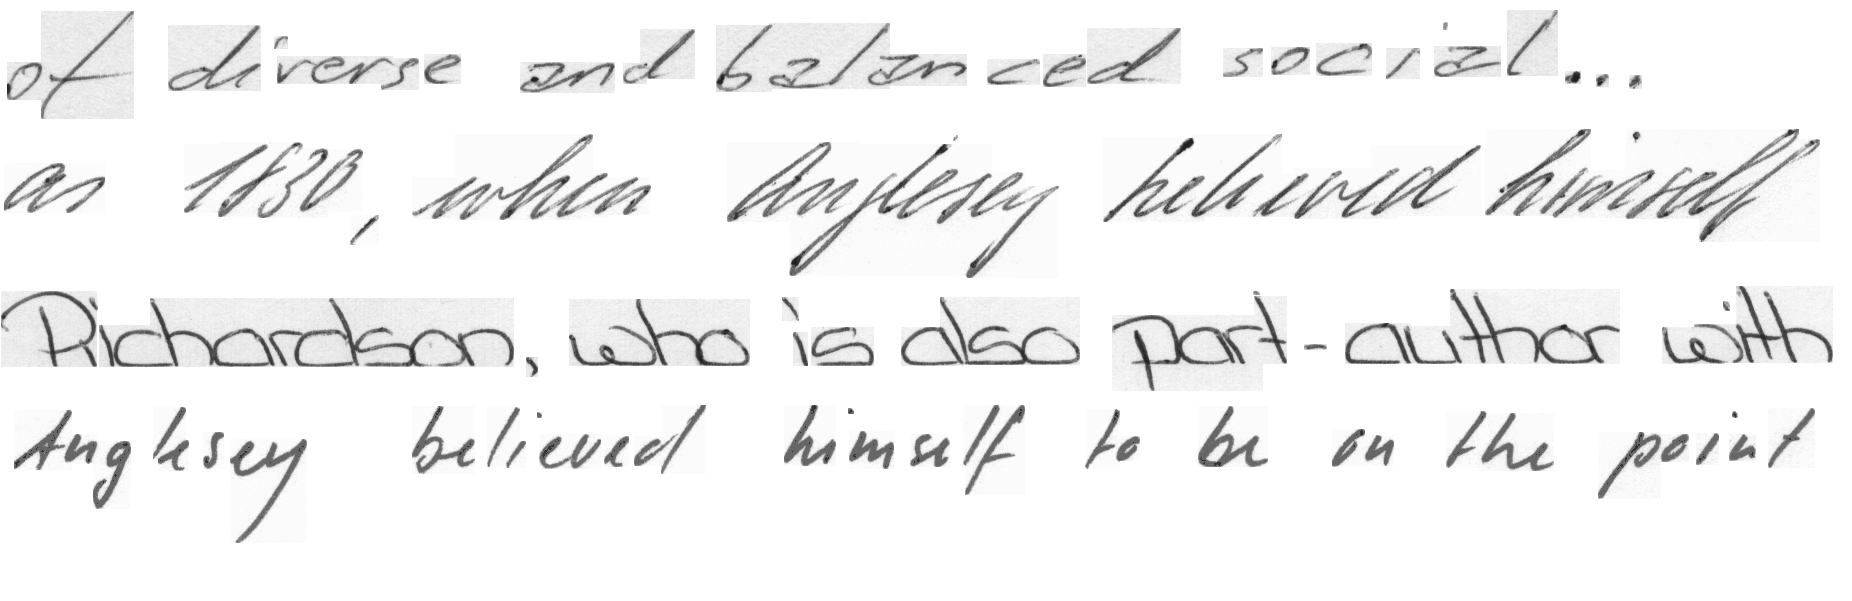 of diverse and balanced social...
as 1830, when Anglesey believed himself
Richardson, who is also part-author with
Anglesey believed himself to be on the point